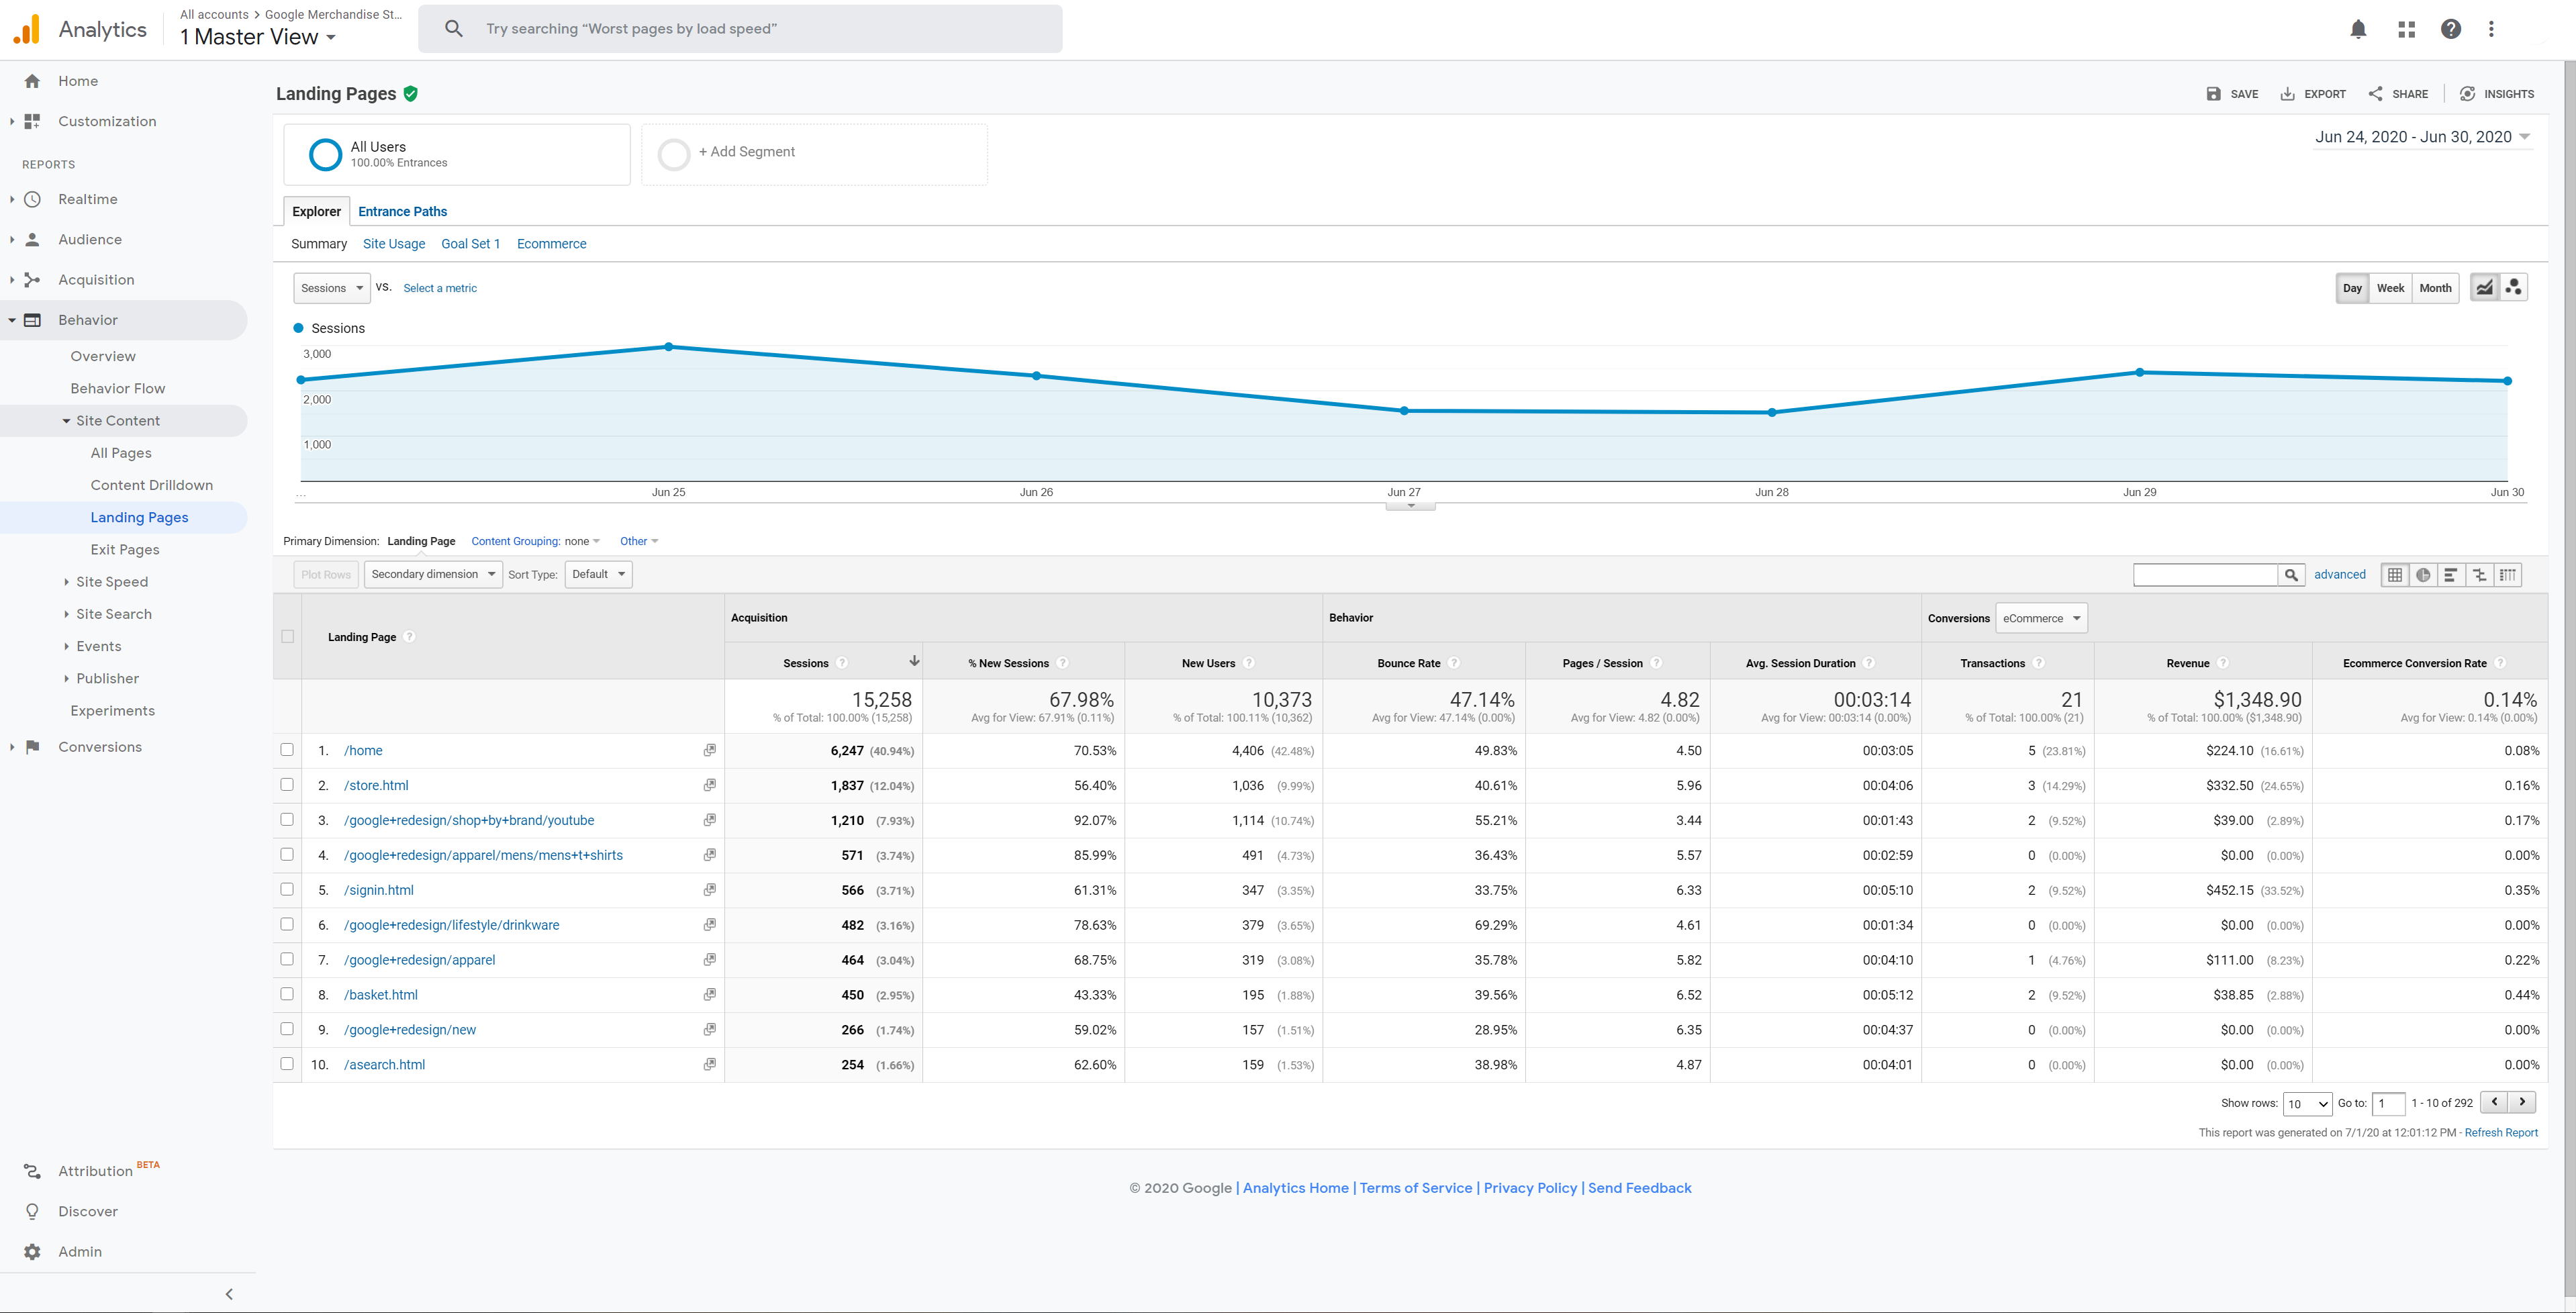 Analytics
All accounts > Google Merchandise St...
1 Master View
Try searching “Worst pages by load speed”
Home
Customization
REPORTS
Realtime
Audience
Acquisition
Behavior
Overview
Behavior Flow
Site Content
All Pages
Content Drilldown
Landing Pages
Exit Pages
Site Speed
Site Search
Events
Publisher
Experiments
Conversions
Attribution BETA
Discover
Admin
Landing Pages
SAVE EXPORT SHARE INSIGHTS
All Users
100.00% Entrances
+ Add Segment
Jun 24, 2020 - Jun 30, 2020
Explorer Entrance Paths
Summary Site Usage Goal Set 1 Ecommerce
Sessions vs. Select a metric
Day Week Month
Sessions
3,000
2,000
1,000
... Jun 25 Jun 26 Jun 27 Jun 28 Jun 29 Jun 30
Primary Dimension: Landing Page Content Grouping: none Other
Plot Rows Secondary dimension Sort Type: Default
advanced
Landing Page ?
Acquisition Behavior Conversions eCommerce
Sessions ? % New Sessions ? New Users ? Bounce Rate ? Pages / Session ? Avg. Session Duration ? Transactions ? Revenue ? Ecommerce Conversion Rate ?
15,258 67.98% 10,373 47.14% 4.82 00:03:14 21 $1,348.90 0.14%
% of Total: 100.00% (15,258) Avg for View: 67.91% (0.11%) % of Total: 100.11% (10,362) Avg for View: 47.14% (0.00%) Avg for View: 4.82 (0.00%) Avg for View: 00:03:14 (0.00%) % of Total: 100.00% (21) % of Total: 100.00% ($1,348.90) Avg for View: 0.14% (0.00%)
1. /home 6,247 (40.94%) 70.53% 4,406 (42.48%) 49.83% 4.50 00:03:05 5 (23.81%) $224.10 (16.61%) 0.08%
2. /store.html 1,837 (12.04%) 56.40% 1,036 (9.99%) 40.61% 5.96 00:04:06 3 (14.29%) $332.50 (24.65%) 0.16%
3. /google+redesign/shop+by+brand/youtube 1,210 (7.93%) 92.07% 1,114 (10.74%) 55.21% 3.44 00:01:43 2 (9.52%) $39.00 (2.89%) 0.17%
4. /google+redesign/apparel/mens/mens+t+shirts 571 (3.74%) 85.99% 491 (4.73%) 36.43% 5.57 00:02:59 0 (0.00%) $0.00 (0.00%) 0.00%
5. /signin.html 566 (3.71%) 61.31% 347 (3.35%) 33.75% 6.33 00:05:10 2 (9.52%) $452.15 (33.52%) 0.35%
6. /google+redesign/lifestyle/drinkware 482 (3.16%) 78.63% 379 (3.65%) 69.29% 4.61 00:01:34 0 (0.00%) $0.00 (0.00%) 0.00%
7. /google+redesign/apparel 464 (3.04%) 68.75% 319 (3.08%) 35.78% 5.82 00:04:10 1 (4.76%) $111.00 (8.23%) 0.22%
8. /basket.html 450 (2.95%) 43.33% 195 (1.88%) 39.56% 6.52 00:05:12 2 (9.52%) $38.85 (2.88%) 0.44%
9. /google+redesign/new 266 (1.74%) 59.02% 157 (1.51%) 28.95% 6.35 00:04:37 0 (0.00%) $0.00 (0.00%) 0.00%
10. /asearch.html 254 (1.66%) 62.60% 159 (1.53%) 38.98% 4.87 00:04:01 0 (0.00%) $0.00 (0.00%) 0.00%
Show rows: 10 Go to: 1 1 - 10 of 292
This report was generated on 7/1/20 at 12:01:12 PM - Refresh Report
© 2020 Google | Analytics Home | Terms of Service | Privacy Policy | Send Feedback